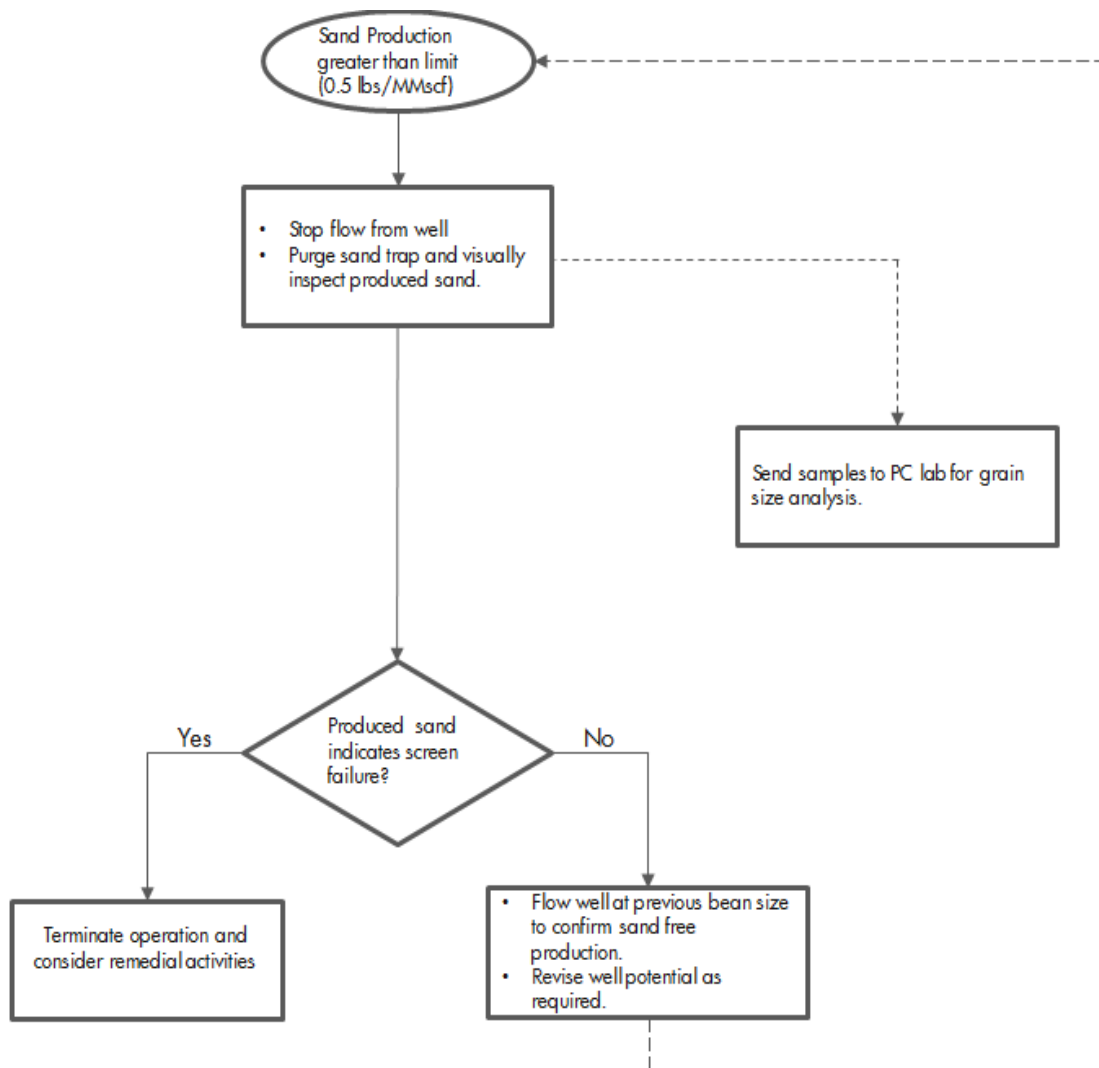 Sand Production
greater than limit
(0.5 lbs/MMscf)
• Stop flow from well
• Purge sand trap and visually
inspect produced sand.
Send samples to PC lab for grain
size analysis.
Produced sand
indicates screen
failure?
Yes
No
Terminate operation and
consider remedial activities
• Flow well at previous bean size
to confirm sand free
production.
• Revise well potential as
required.